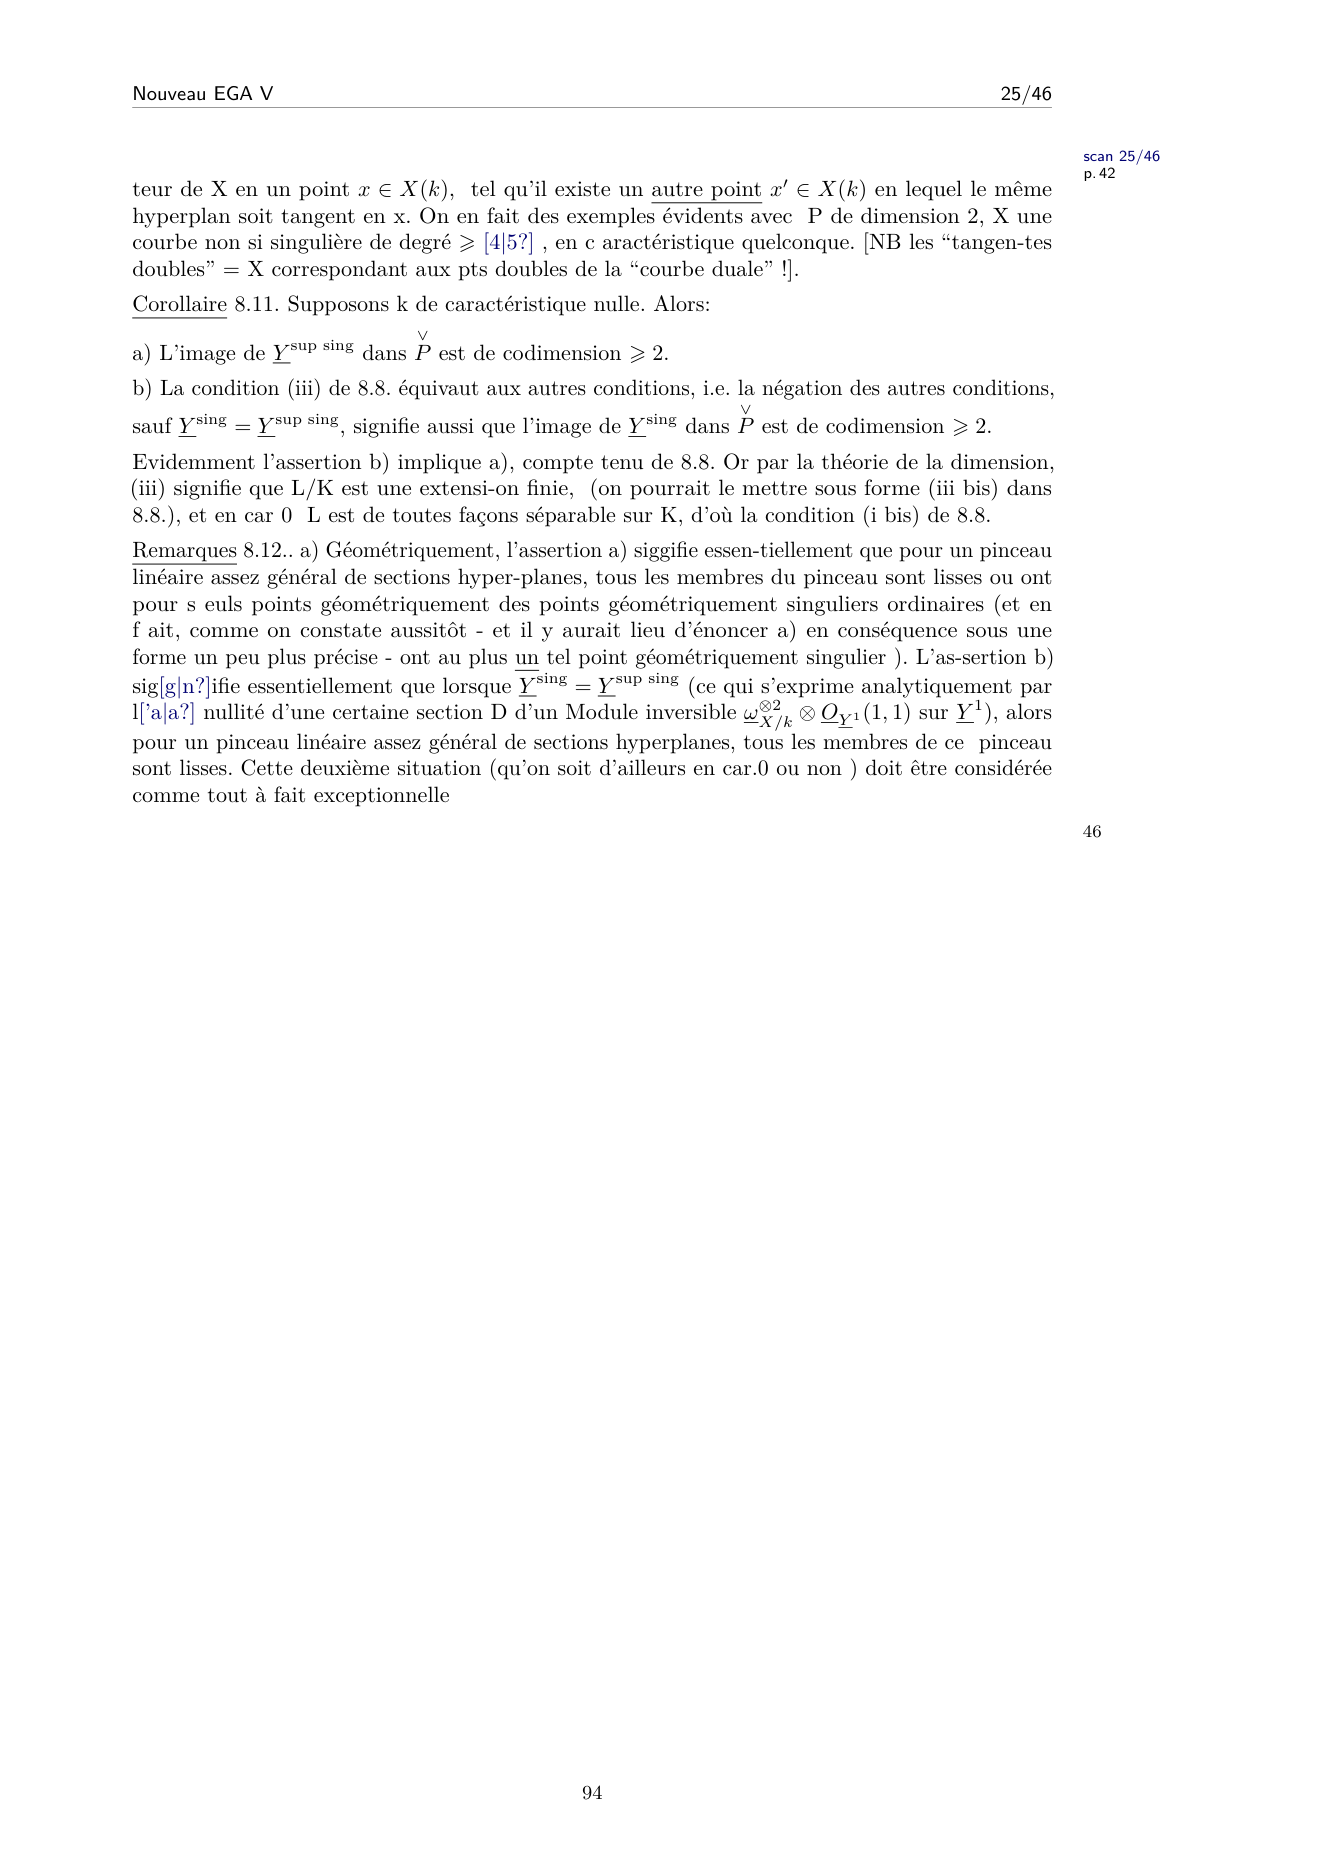 Nouveau EGA V 25/46
scan 25/46
p. 42
teur de X en un point x ∈ X(k), tel qu'il existe un autre point x′ ∈ X(k) en lequel le même
hyperplan soit tangent en x. On en fait des exemples évidents avec P de dimension 2, X une
courbe non si singulière de degré ⩾ [4|5?] , en c aractéristique quelconque. [NB les “tangen-tes
doubles” = X correspondant aux pts doubles de la “courbe duale” !].
Corollaire 8.11. Supposons k de caractéristique nulle. Alors:
a) L'image de Y^{sup sing} dans P^∨ est de codimension ⩾ 2.
b) La condition (iii) de 8.8. équivaut aux autres conditions, i.e. la négation des autres conditions,
sauf Y^{sing} = Y^{sup sing}, signifie aussi que l'image de Y^{sing} dans P^∨ est de codimension ⩾ 2.
Evidemment l'assertion b) implique a), compte tenu de 8.8. Or par la théorie de la dimension,
(iii) signifie que L/K est une extensi-on finie, (on pourrait le mettre sous forme (iii bis) dans
8.8.), et en car 0 L est de toutes façons séparable sur K, d'où la condition (i bis) de 8.8.
Remarques 8.12.. a) Géométriquement, l'assertion a) siggifie essen-tiellement que pour un pinceau
linéaire assez général de sections hyper-planes, tous les membres du pinceau sont lisses ou ont
pour s euls points géométriquement des points géométriquement singuliers ordinaires (et en
f ait, comme on constate aussitôt - et il y aurait lieu d'énoncer a) en conséquence sous une
forme un peu plus précise - ont au plus un tel point géométriquement singulier ). L'as-sertion b)
sig[g|n?]ifie essentiellement que lorsque Y^{sing} = Y^{sup sing} (ce qui s'exprime analytiquement par
l['a|a?] nullité d'une certaine section D d'un Module inversible ω^{⊗2}_{X/k} ⊗ O_{Y^1}(1, 1) sur Y^1), alors
pour un pinceau linéaire assez général de sections hyperplanes, tous les membres de ce pinceau
sont lisses. Cette deuxième situation (qu'on soit d'ailleurs en car.0 ou non ) doit être considérée
comme tout à fait exceptionnelle
46
94